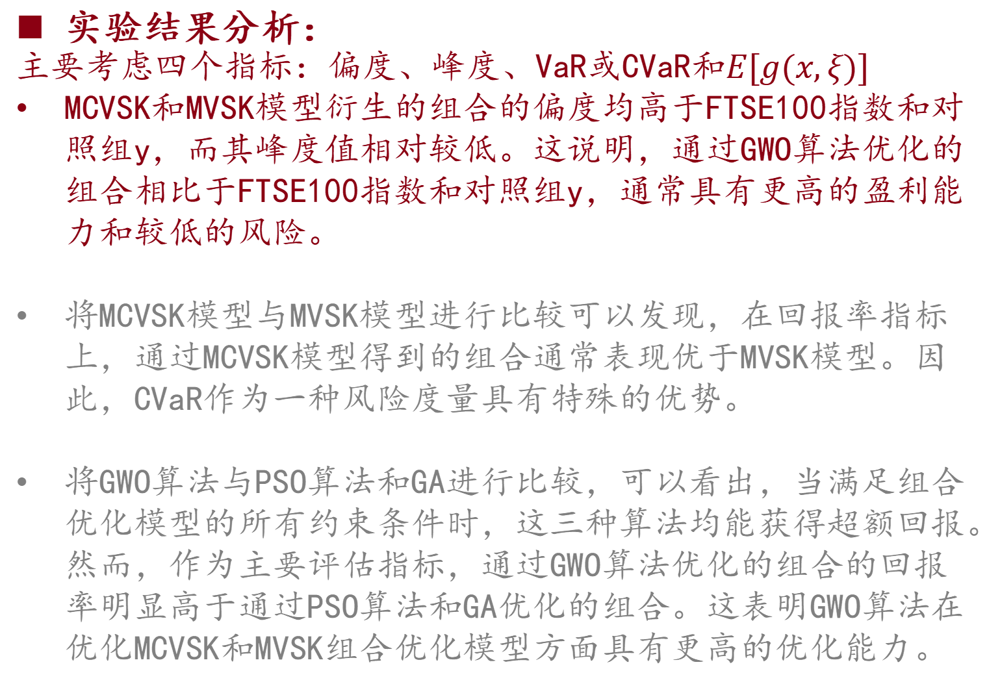 ■ 实验结果分析：
主要考虑四个指标：偏度、峰度、VaR或CVaR和E[g(x,ξ)]
• MCVSK和MVSK模型衍生的组合的偏度均高于FTSE100指数和对
照组y，而其峰度值相对较低。这说明，通过GWO算法优化的
组合相比于FTSE100指数和对照组y，通常具有更高的盈利能
力和较低的风险。
• 将MCVSK模型与MVSK模型进行比较可以发现，在回报率指标
上，通过MCVSK模型得到的组合通常表现优于MVSK模型。因
此，CVaR作为一种风险度量具有特殊的优势。
• 将GWO算法与PSO算法和GA进行比较，可以看出，当满足组合
优化模型的所有约束条件时，这三种算法均能获得超额回报。
然而，作为主要评估指标，通过GWO算法优化的组合的回报
率明显高于通过PSO算法和GA优化的组合。这表明GWO算法在
优化MCVSK和MVSK组合优化模型方面具有更高的优化能力。